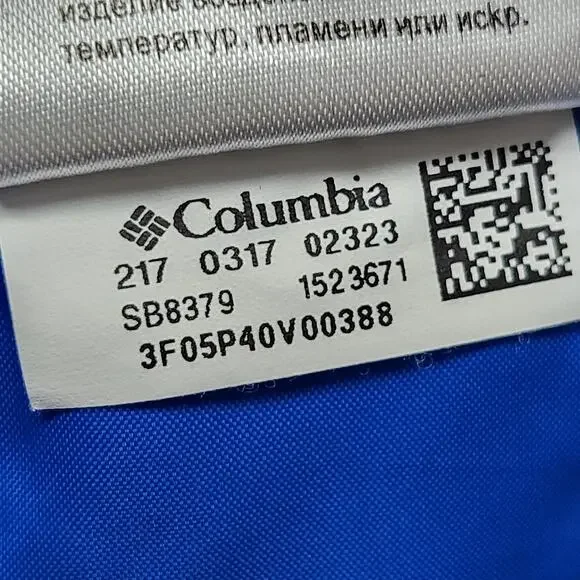 изделие
температур, пламени или искр.
Columbia
217 0317 02323
SB8379 1523671
3F05P40V00388